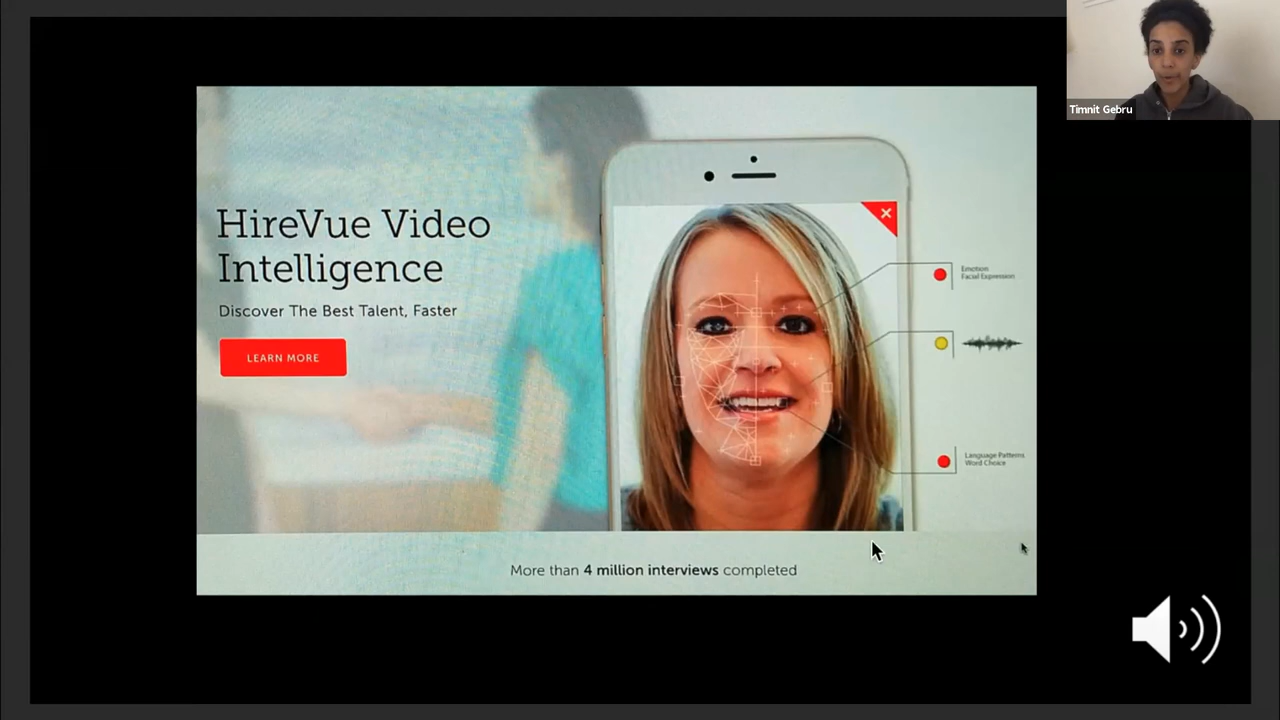 Timnit Gebru
HireVue Video
Intelligence
Discover The Best Talent, Faster
LEARN MORE
Emotion
Facial Expression
Language Patterns
Word Choice
More than 4 million interviews completed